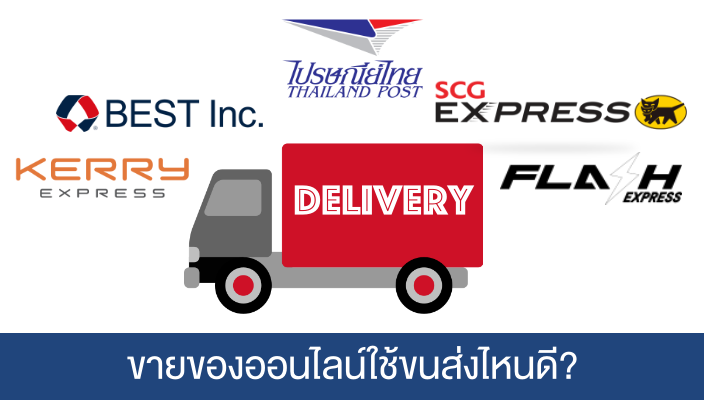 ไปรษณีย์ไทย
THAILAND POST
BEST Inc.
SCG
EXPRESS
KERRY
EXPRESS
FLASH
EXPRESS
DELIVERY
ขายของออนไลน์ใช้ขนส่งไหนดี?